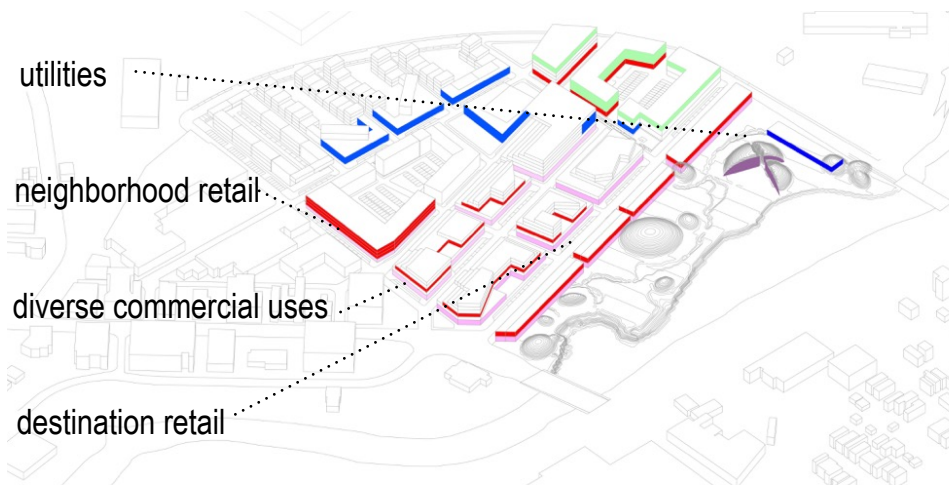 utilities
neighborhood retail
diverse commercial uses
destination retail